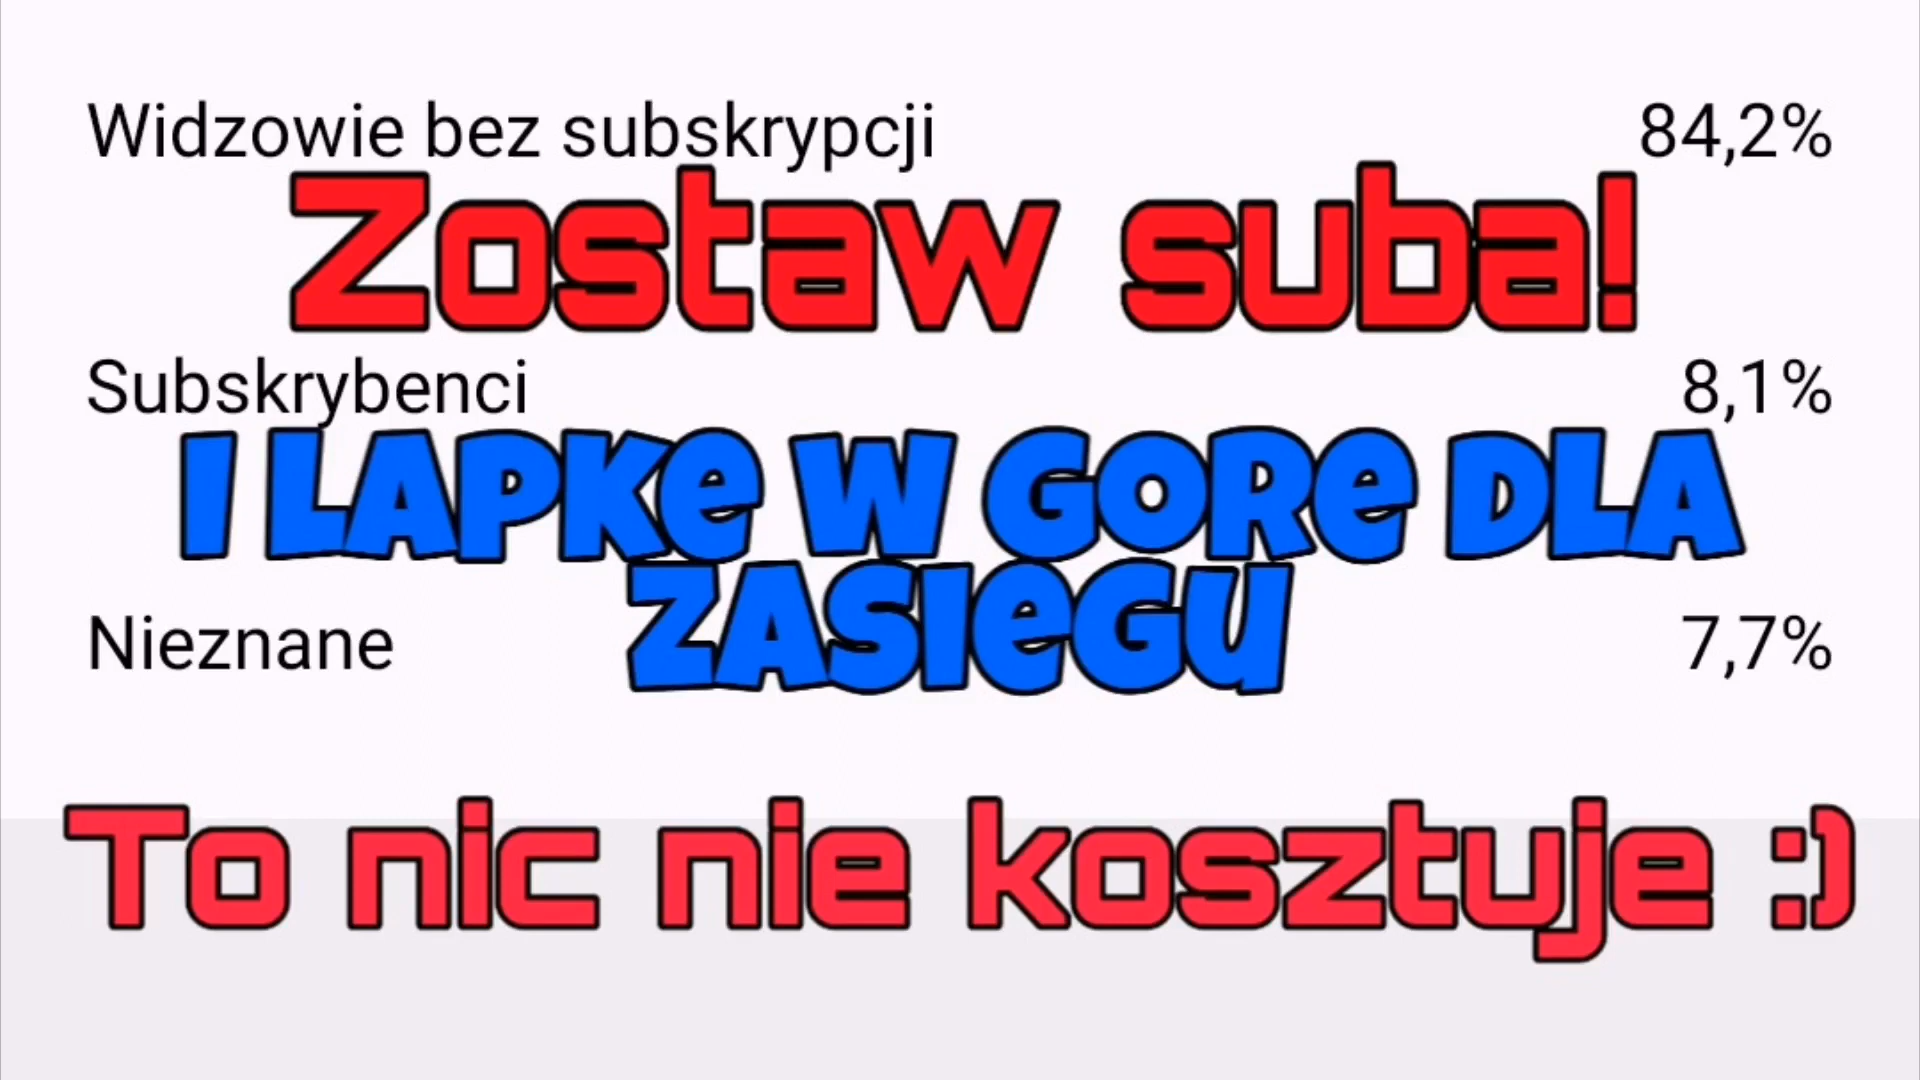 Widzowie bez subskrypcji 84,2%
Zostaw suba!
Subskrybenci 8,1%
I LAPKe W GORe DLA
ZASIeGU
Nieznane 7,7%
To nic nie kosztuje :)